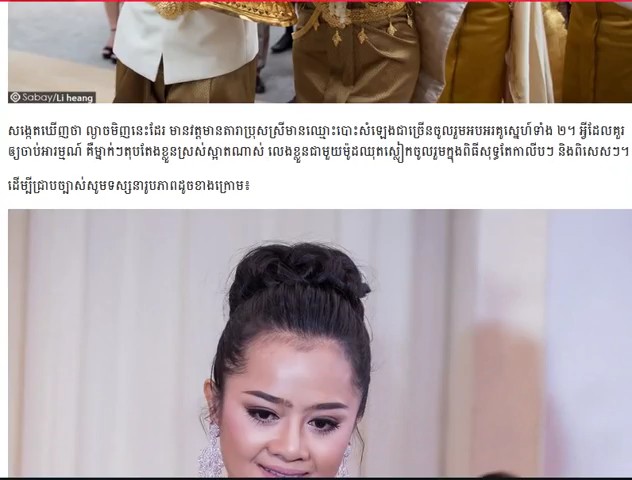 © Sabay/Li heang
សង្កេតឃើញថា ល្ងាចមិញនេះដែរ មានវត្តមានតារាប្រុសស្រីមានឈ្មោះបោះសំឡេងជាច្រើនចូលរួមអបអរគូស្នេហ៍ទាំង ២។ អ្វីដែលគួរ
ឲ្យចាប់អារម្មណ៍ គឺម្នាក់ៗតុបតែងខ្លួនស្រស់ស្អាតណាស់ លេងខ្លួនជាមួយម៉ូដឈុតស្លៀកចូលរួមក្នុងពិធីសុទ្ធតែកាលីបៗ និងពិសេសៗ។
ដើម្បីជ្រាបច្បាស់សូមទស្សនារូបភាពដូចខាងក្រោម៖